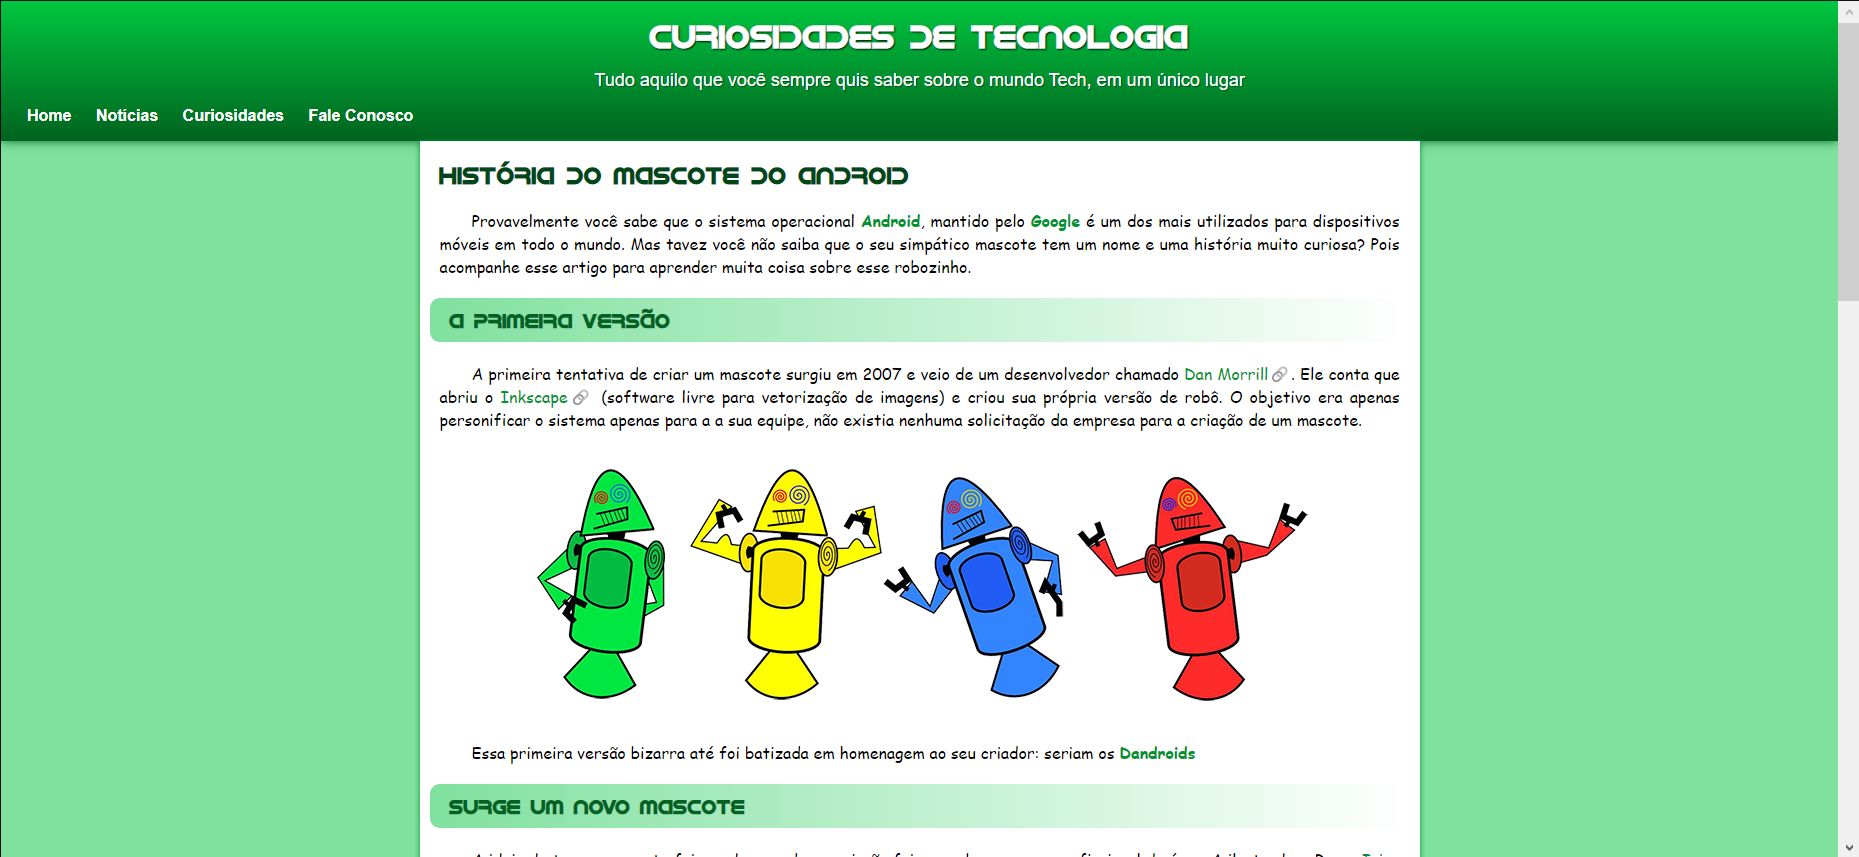 CURIOSIDADES DE TECNOLOGIA
Tudo aquilo que você sempre quis saber sobre o mundo Tech, em um único lugar
Home Notícias Curiosidades Fale Conosco
HISTÓRIA DO MASCOTE DO ANDROID
Provavelmente você sabe que o sistema operacional Android, mantido pelo Google é um dos mais utilizados para dispositivos
móveis em todo o mundo. Mas tavez você não saiba que o seu simpático mascote tem um nome e uma história muito curiosa? Pois
acompanhe esse artigo para aprender muita coisa sobre esse robozinho.
A PRIMEIRA VERSÃO
A primeira tentativa de criar um mascote surgiu em 2007 e veio de um desenvolvedor chamado Dan Morrill. Ele conta que
abriu o Inkscape (software livre para vetorização de imagens) e criou sua própria versão de robô. O objetivo era apenas
personificar o sistema apenas para a a sua equipe, não existia nenhuma solicitação da empresa para a criação de um mascote.
Essa primeira versão bizarra até foi batizada em homenagem ao seu criador: seriam os Dandroids
SURGE UM NOVO MASCOTE